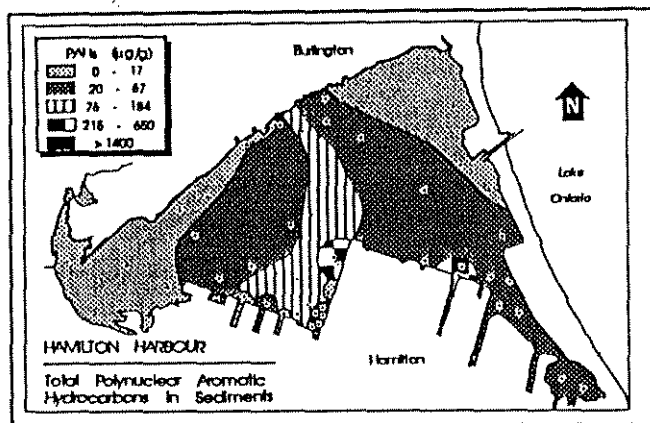 PAHs (µg/g)
0 - 17
20 - 67
76 - 184
218 - 650
> 1400
Burlington
N
Lake
Ontario
Hamilton
HAMILTON HARBOUR
Total Polynuclear Aromatic
Hydrocarbons in Sediments